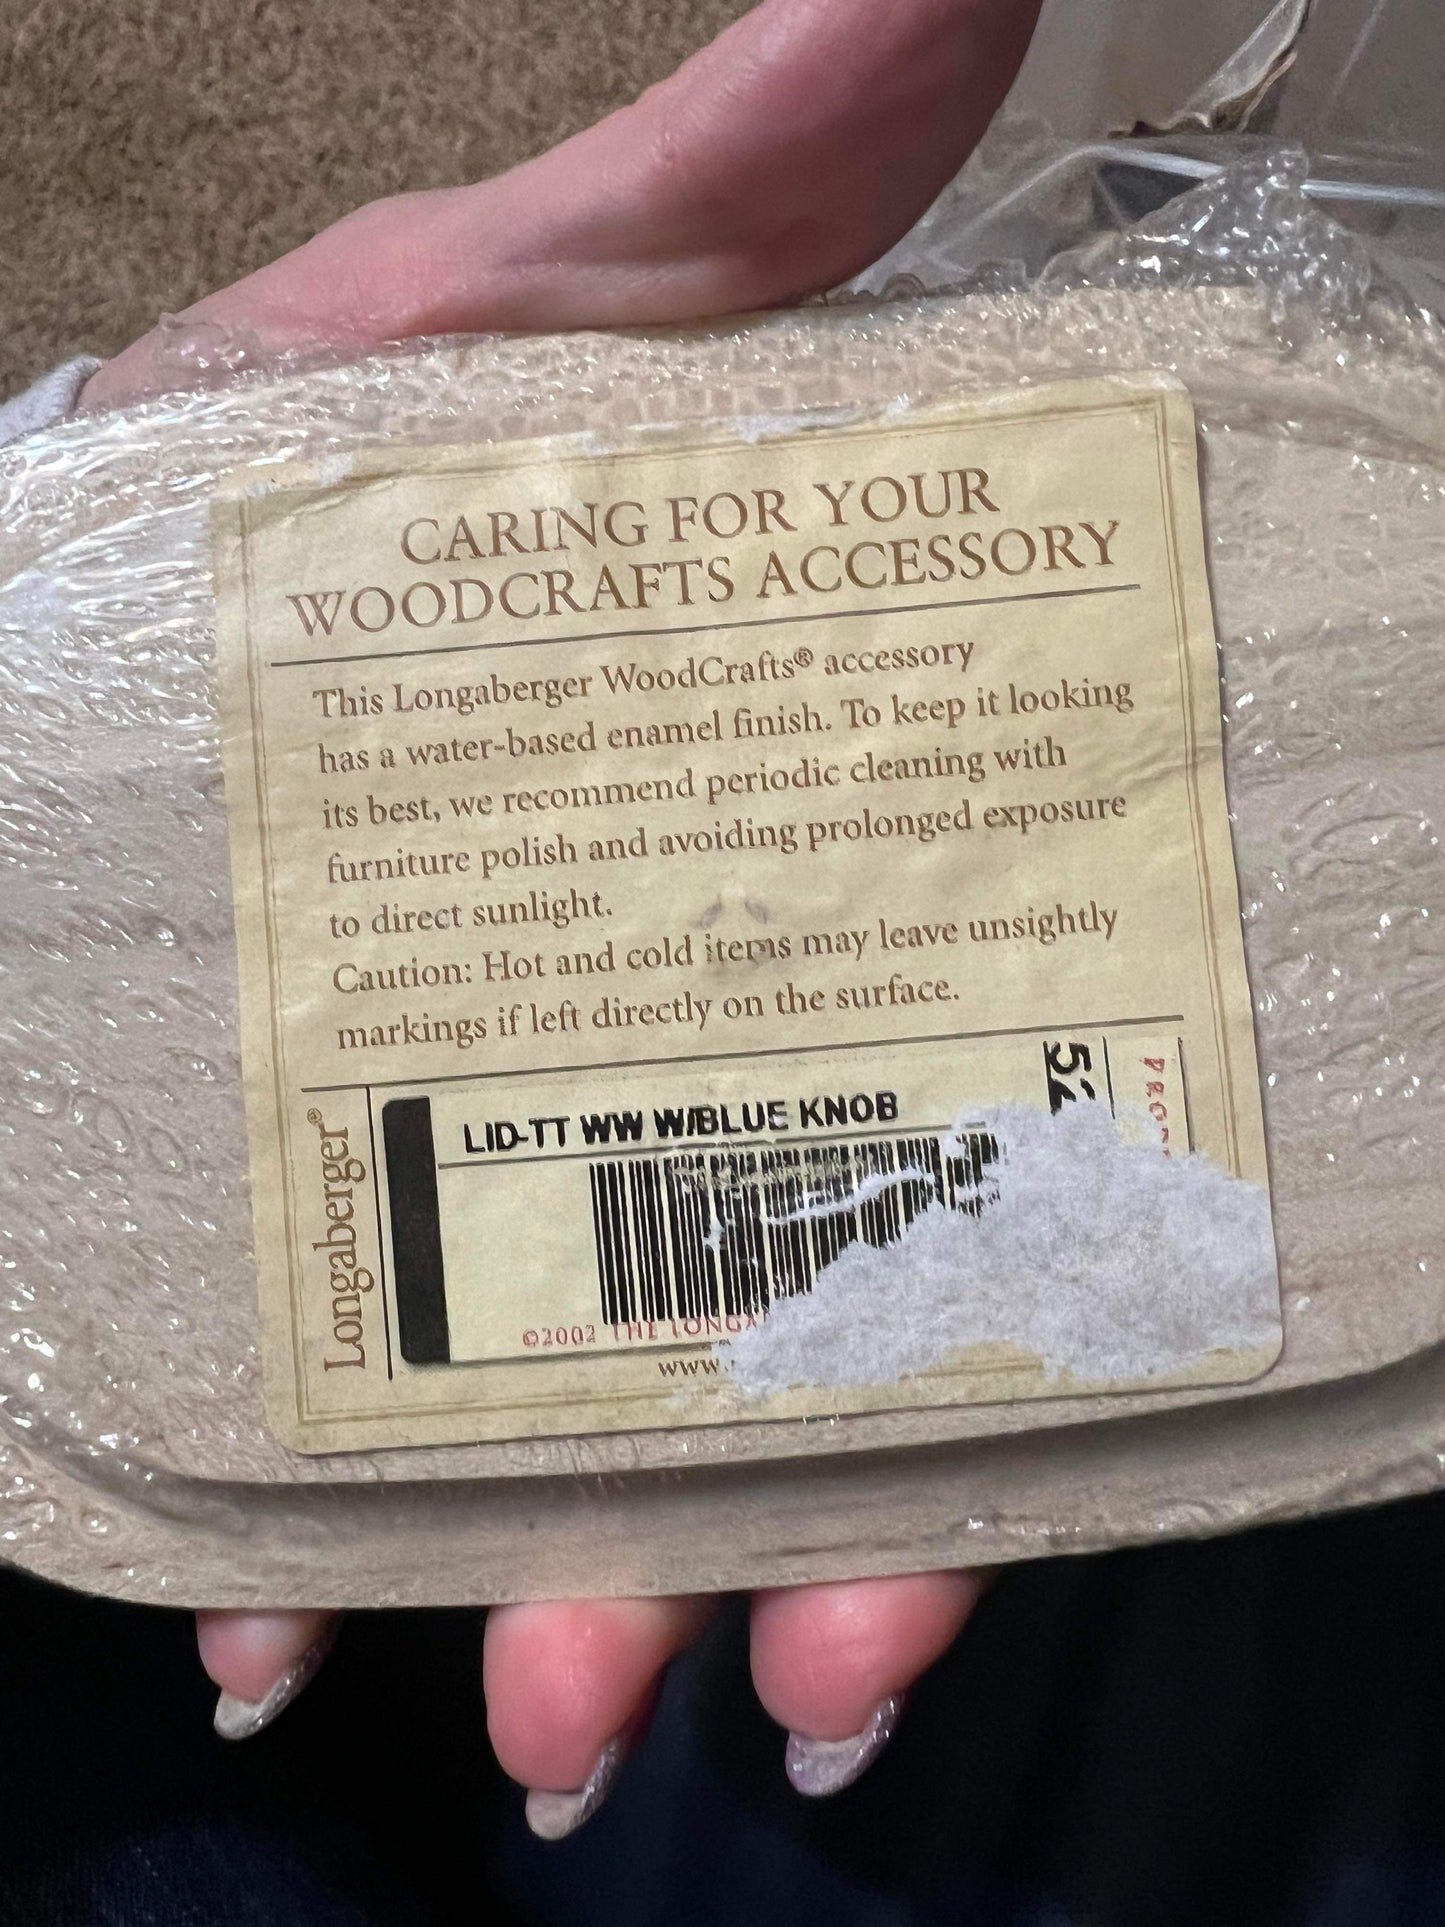 CARING FOR YOUR
WOODCRAFTS ACCESSORY
This Longaberger WoodCrafts® accessory
has a water-based enamel finish. To keep it looking
its best, we recommend periodic cleaning with
furniture polish and avoiding prolonged exposure
to direct sunlight.
Caution: Hot and cold items may leave unsightly
markings if left directly on the surface.
Longaberger®
LID-TT WW W/BLUE KNOB
©2002 THE
www.